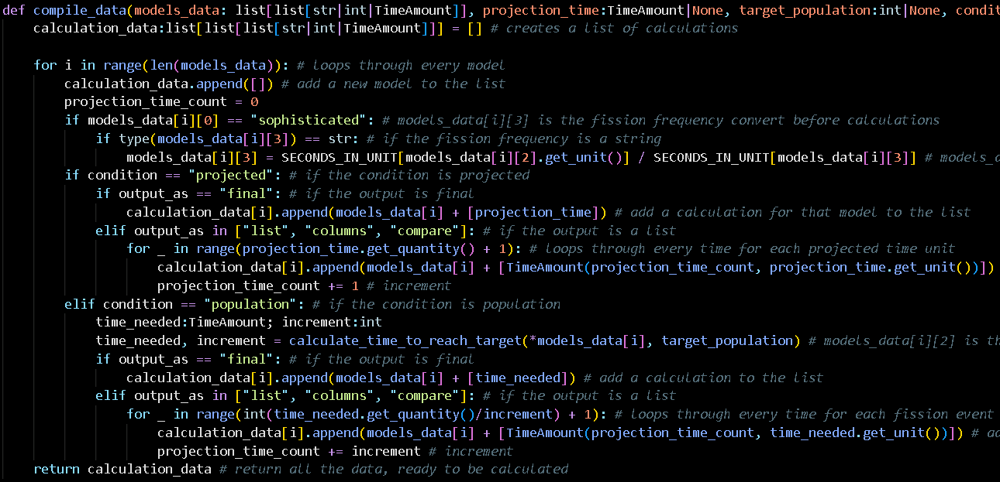 def compile_data(models_data: list[list[str|int|TimeAmount]], projection_time:TimeAmount|None, target_population:int|None, condit
    calculation_data:list[list[list[str|int|TimeAmount]]] = [] # creates a list of calculations

    for i in range(len(models_data)): # loops through every model
        calculation_data.append([]) # add a new model to the list
        projection_time_count = 0
        if models_data[i][0] == "sophisticated": # models_data[i][3] is the fission frequency convert before calculations
            if type(models_data[i][3]) == str: # if the fission frequency is a string
                models_data[i][3] = SECONDS_IN_UNIT[models_data[i][2].get_unit()] / SECONDS_IN_UNIT[models_data[i][3]] # models_d
        if condition == "projected": # if the condition is projected
            if output_as == "final": # if the output is final
                calculation_data[i].append(models_data[i] + [projection_time]) # add a calculation for that model to the list
            elif output_as in ["list", "columns", "compare"]: # if the output is a list
                for _ in range(projection_time.get_quantity() + 1): # loops through every time for each projected time unit
                    calculation_data[i].append(models_data[i] + [TimeAmount(projection_time_count, projection_time.get_unit())])
                    projection_time_count += 1 # increment
        elif condition == "population": # if the condition is population
            time_needed:TimeAmount; increment:int
            time_needed, increment = calculate_time_to_reach_target(*models_data[i], target_population) # models_data[i][2] is th
            if output_as == "final": # if the output is final
                calculation_data[i].append(models_data[i] + [time_needed]) # add a calculation to the list
            elif output_as in ["list", "columns", "compare"]: # if the output is a list
                for _ in range(int(time_needed.get_quantity()/increment) + 1): # loops through every time for each fission event
                    calculation_data[i].append(models_data[i] + [TimeAmount(projection_time_count, time_needed.get_unit())]) # ad
                    projection_time_count += increment # increment
    return calculation_data # return all the data, ready to be calculated